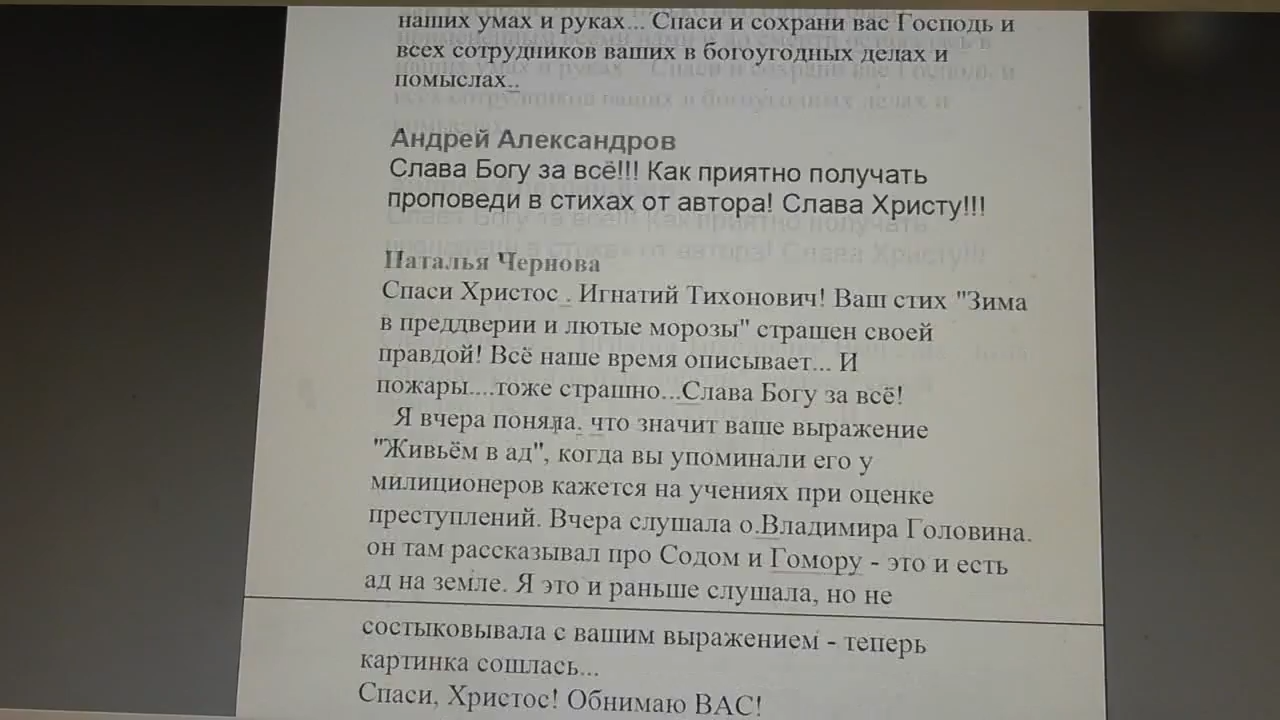 наших умах и руках... Спаси и сохрани вас Господь и
всех сотрудников ваших в богоугодных делах и
помыслах..
Андрей Александров
Слава Богу за всё!!! Как приятно получать
проповеди в стихах от автора! Слава Христу!!!
Наталья Чернова
Спаси Христос . Игнатий Тихонович! Ваш стих "Зима
в преддверии и лютые морозы" страшен своей
правдой! Всё наше время описывает... И
пожары....тоже страшно...Слава Богу за всё!
Я вчера поняла. что значит ваше выражение
"Живьём в ад", когда вы упоминали его у
милиционеров кажется на учениях при оценке
преступлений. Вчера слушала о.Владимира Головина.
он там рассказывал про Содом и Гомору - это и есть
ад на земле. Я это и раньше слушала, но не
состыковывала с вашим выражением - теперь
картинка сошлась...
Спаси, Христос! Обнимаю ВАС!